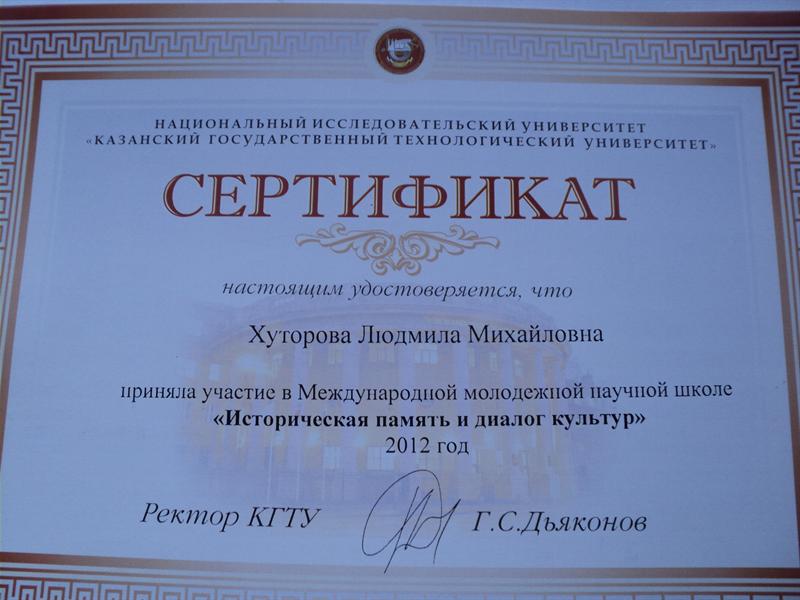 НАЦИОНАЛЬНЫЙ ИССЛЕДОВАТЕЛЬСКИЙ УНИВЕРСИТЕТ
«КАЗАНСКИЙ ГОСУДАРСТВЕННЫЙ ТЕХНОЛОГИЧЕСКИЙ УНИВЕРСИТЕТ»
СЕРТИФИКАТ
настоящим удостоверяется, что
Хуторова Людмила Михайловна
приняла участие в Международной молодежной научной школе
«Историческая память и диалог культур»
2012 год
Ректор КГТУ Г.С.Дьяконов